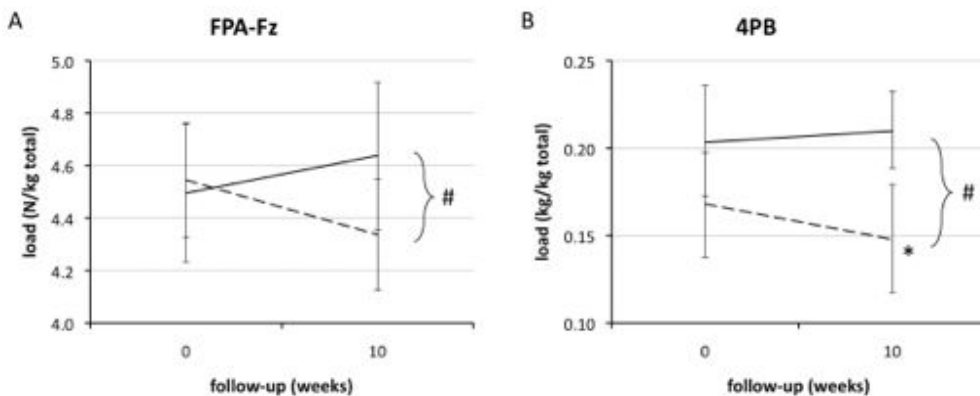 A
FPA-Fz
load (N/kg total)
5.0
4.8
4.6
4.4
4.2
4.0
#
0
10
follow-up (weeks)
B
4PB
load (kg/kg total)
0.25
0.20
0.15
0.10
#
*
0
10
follow-up (weeks)